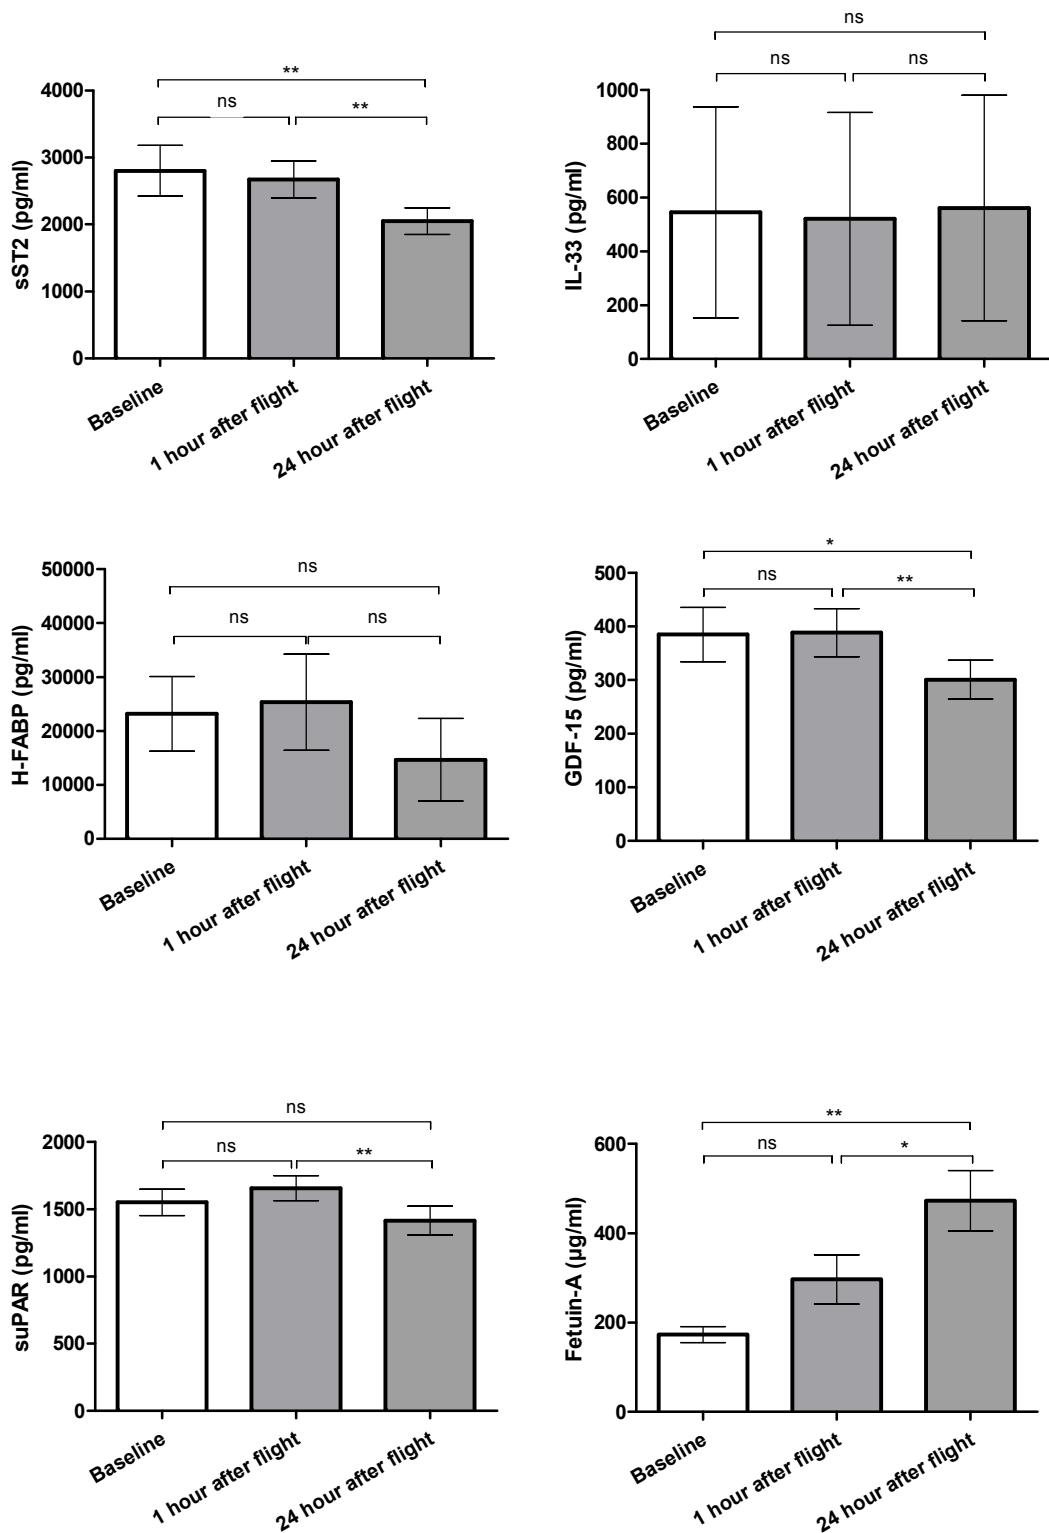 **
ns
**
4000
3000
2000
1000
0
sST2 (pg/ml)
Baseline
1 hour after flight
24 hour after flight
ns
ns
ns
1000
800
600
400
200
0
IL-33 (pg/ml)
Baseline
1 hour after flight
24 hour after flight
ns
ns
ns
50000
40000
30000
20000
10000
0
H-FABP (pg/ml)
Baseline
1 hour after flight
24 hour after flight
*
ns
**
500
400
300
200
100
0
GDF-15 (pg/ml)
Baseline
1 hour after flight
24 hour after flight
ns
ns
**
2000
1500
1000
500
0
suPAR (pg/ml)
Baseline
1 hour after flight
24 hour after flight
**
ns
*
600
400
200
0
Fetuin-A (µg/ml)
Baseline
1 hour after flight
24 hour after flight